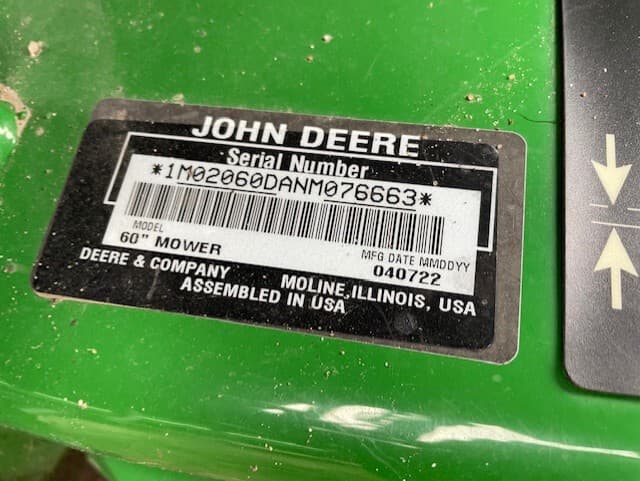 JOHN DEERE
Serial Number
*1M02060DANM076663*
MODEL
60" MOWER
MFG DATE MMDDYY
040722
DEERE & COMPANY MOLINE, ILLINOIS, USA
ASSEMBLED IN USA